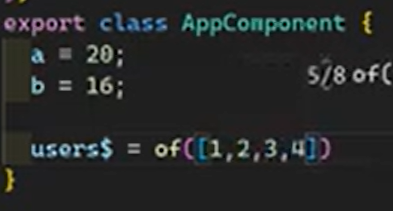 export class AppComponent {
a = 20;
b = 16;
5/8 of(
users$ = of([1,2,3,4])
}